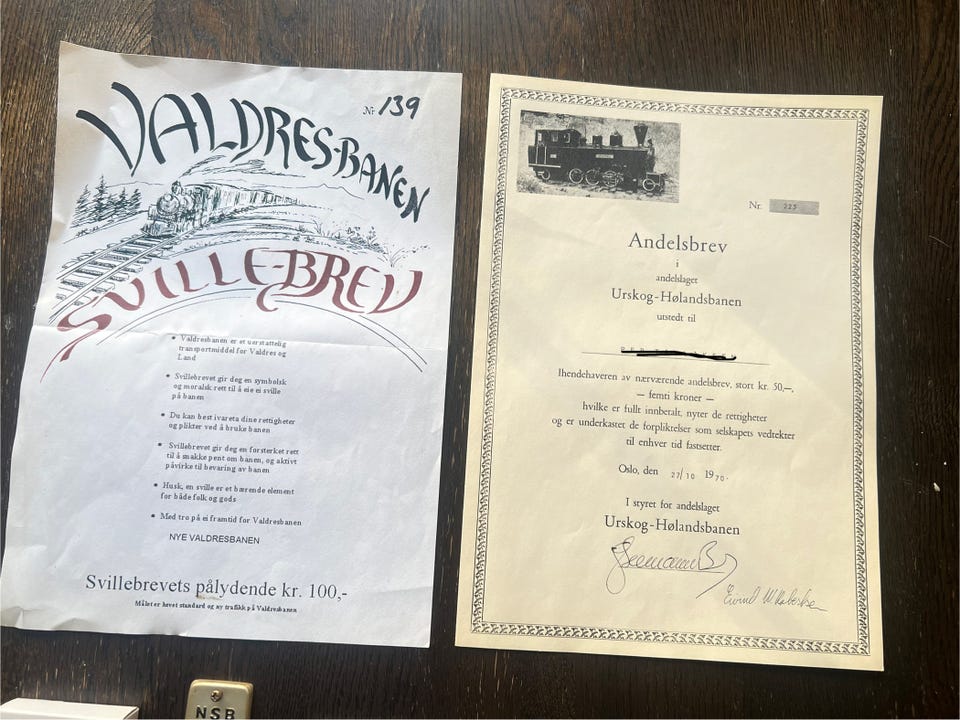 Nr 139
VALDRES-BANEN
SVILLE-BREV
• Valdresbanen er et uerstattelig
transportmiddel for Valdres og
Land
• Svillebrevet gir deg en symbolsk
og moralsk rett til å eie ei sville
på banen
• Du kan best ivareta dine rettigheter
og plikter ved å bruke banen
• Svillebrevet gir deg en forsterket rett
til å snakke pent om banen, og aktivt
påvirke til bevaring av banen
• Husk, en sville er et bærende element
for både folk og gods
• Med tro på ei framtid for Valdresbanen
NYE VALDRESBANEN
Svillebrevets pålydende kr. 100,-
Målet er hevet standard og ny trafikk på Valdresbanen
Nr. 223
Andelsbrev
i
andelslaget
Urskog-Hølandsbanen
utstedt til
Ihendehaveren av nærværende andelsbrev, stort kr. 50,—,
— femti kroner —
hvilke er fullt innbetalt, nyter de rettigheter
og er underkastet de forpliktelser som selskapets vedtekter
til enhver tid fastsetter.
Oslo, den 27/10 1970.
I styret for andelslaget
Urskog-Hølandsbanen
NSB